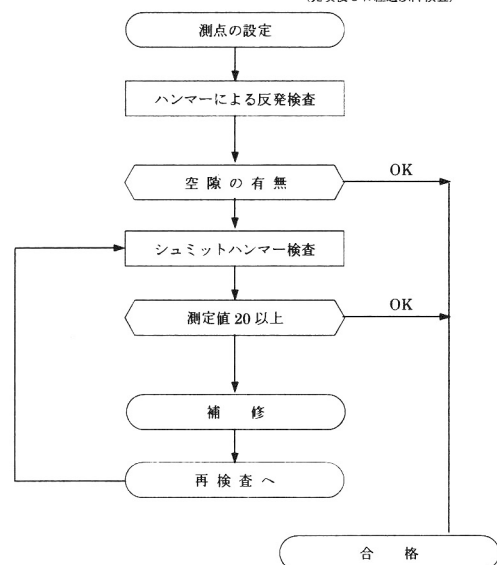 測点の設定
ハンマーによる反発検査
空隙の有無
OK
シュミットハンマー検査
測定値20以上
OK
補修
再検査へ
合格